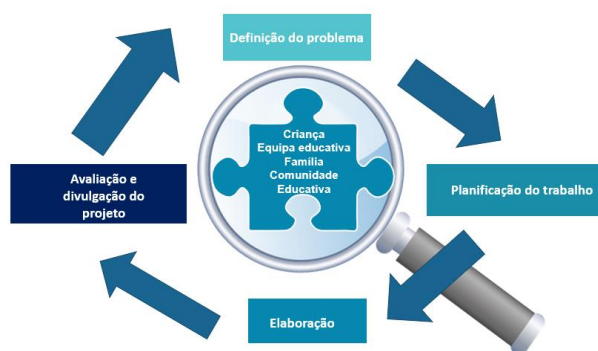 Definição do problema
Criança
Equipa educativa
Família
Comunidade
Educativa
Planificação do trabalho
Elaboração
Avaliação e
divulgação do
projeto